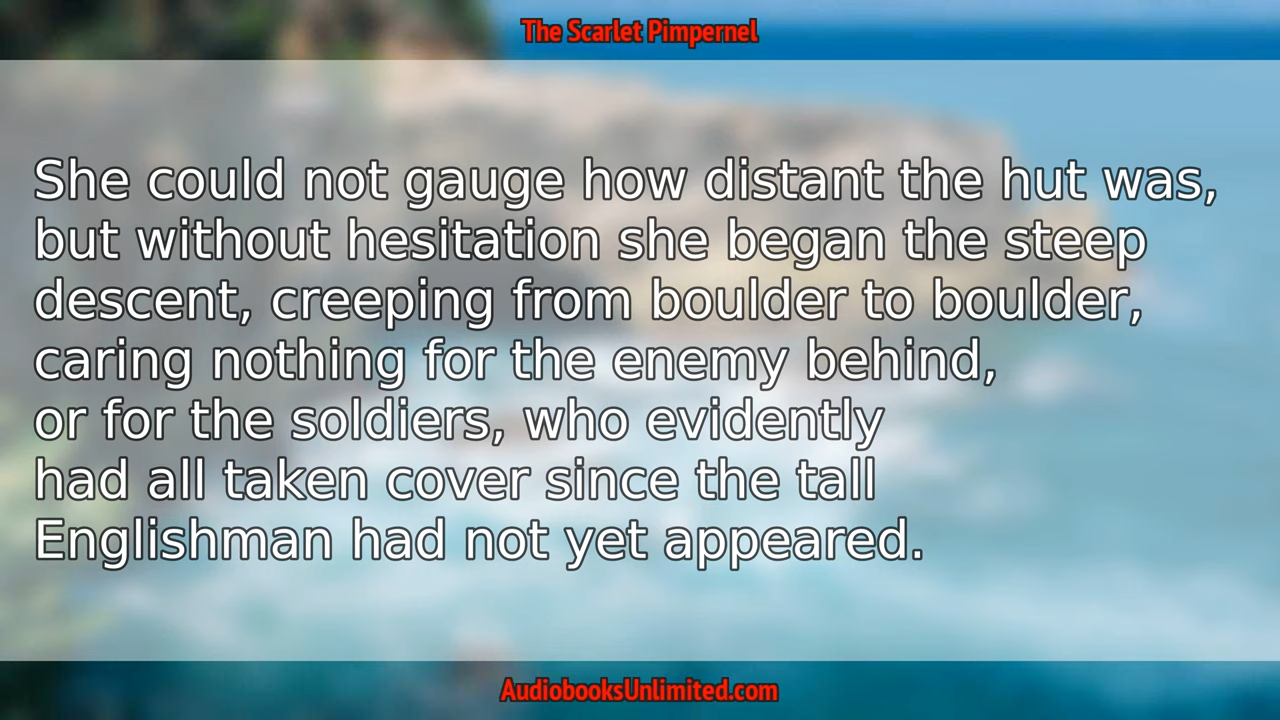 The Scarlet Pimpernel
She could not gauge how distant the hut was,
but without hesitation she began the steep
descent, creeping from boulder to boulder,
caring nothing for the enemy behind,
or for the soldiers, who evidently
had all taken cover since the tall
Englishman had not yet appeared.
AudiobooksUnlimited.com